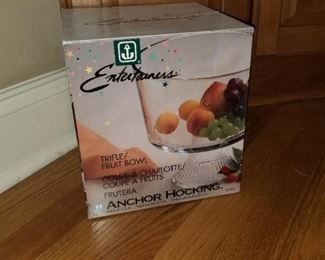 Entertainers
TRIFLE/
FRUIT BOWL
COUPE A CHARLOTTE/
COUPE A FRUITS
FRUTERA
ANCHOR HOCKING